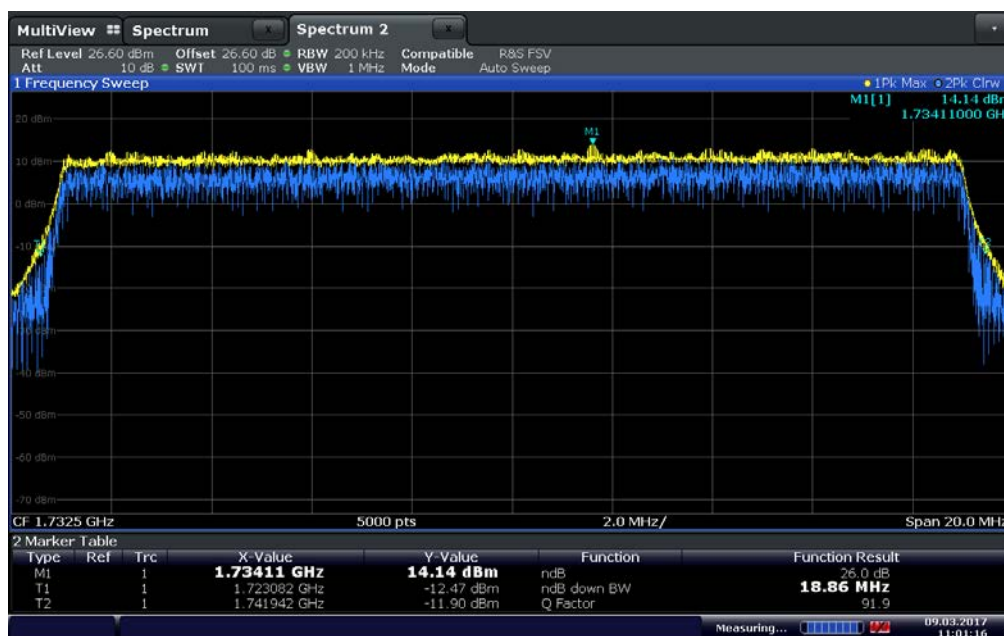 MultiView Spectrum x Spectrum 2 x
Ref Level 26.60 dBm Offset 26.60 dB RBW 200 kHz Compatible R&S FSV
Att 10 dB SWT 100 ms VBW 1 MHz Mode Auto Sweep
1 Frequency Sweep 1Pk Max 2Pk Clrw
M1[1] 14.14 dBm
1.73411000 GH
20 dBm
M1
10 dBm
0 dBm
-10
-40 dBm
-50 dBm
-60 dBm
-70 dBm
CF 1.7325 GHz 5000 pts 2.0 MHz/ Span 20.0 MHz
2 Marker Table
Type Ref Trc X-Value Y-Value Function Function Result
M1 1 1.73411 GHz 14.14 dBm ndB 26.0 dB
T1 1 1.723082 GHz -12.47 dBm ndB down BW 18.86 MHz
T2 1 1.741942 GHz -11.90 dBm Q Factor 91.9
Measuring... 09.03.2017
11:01:16